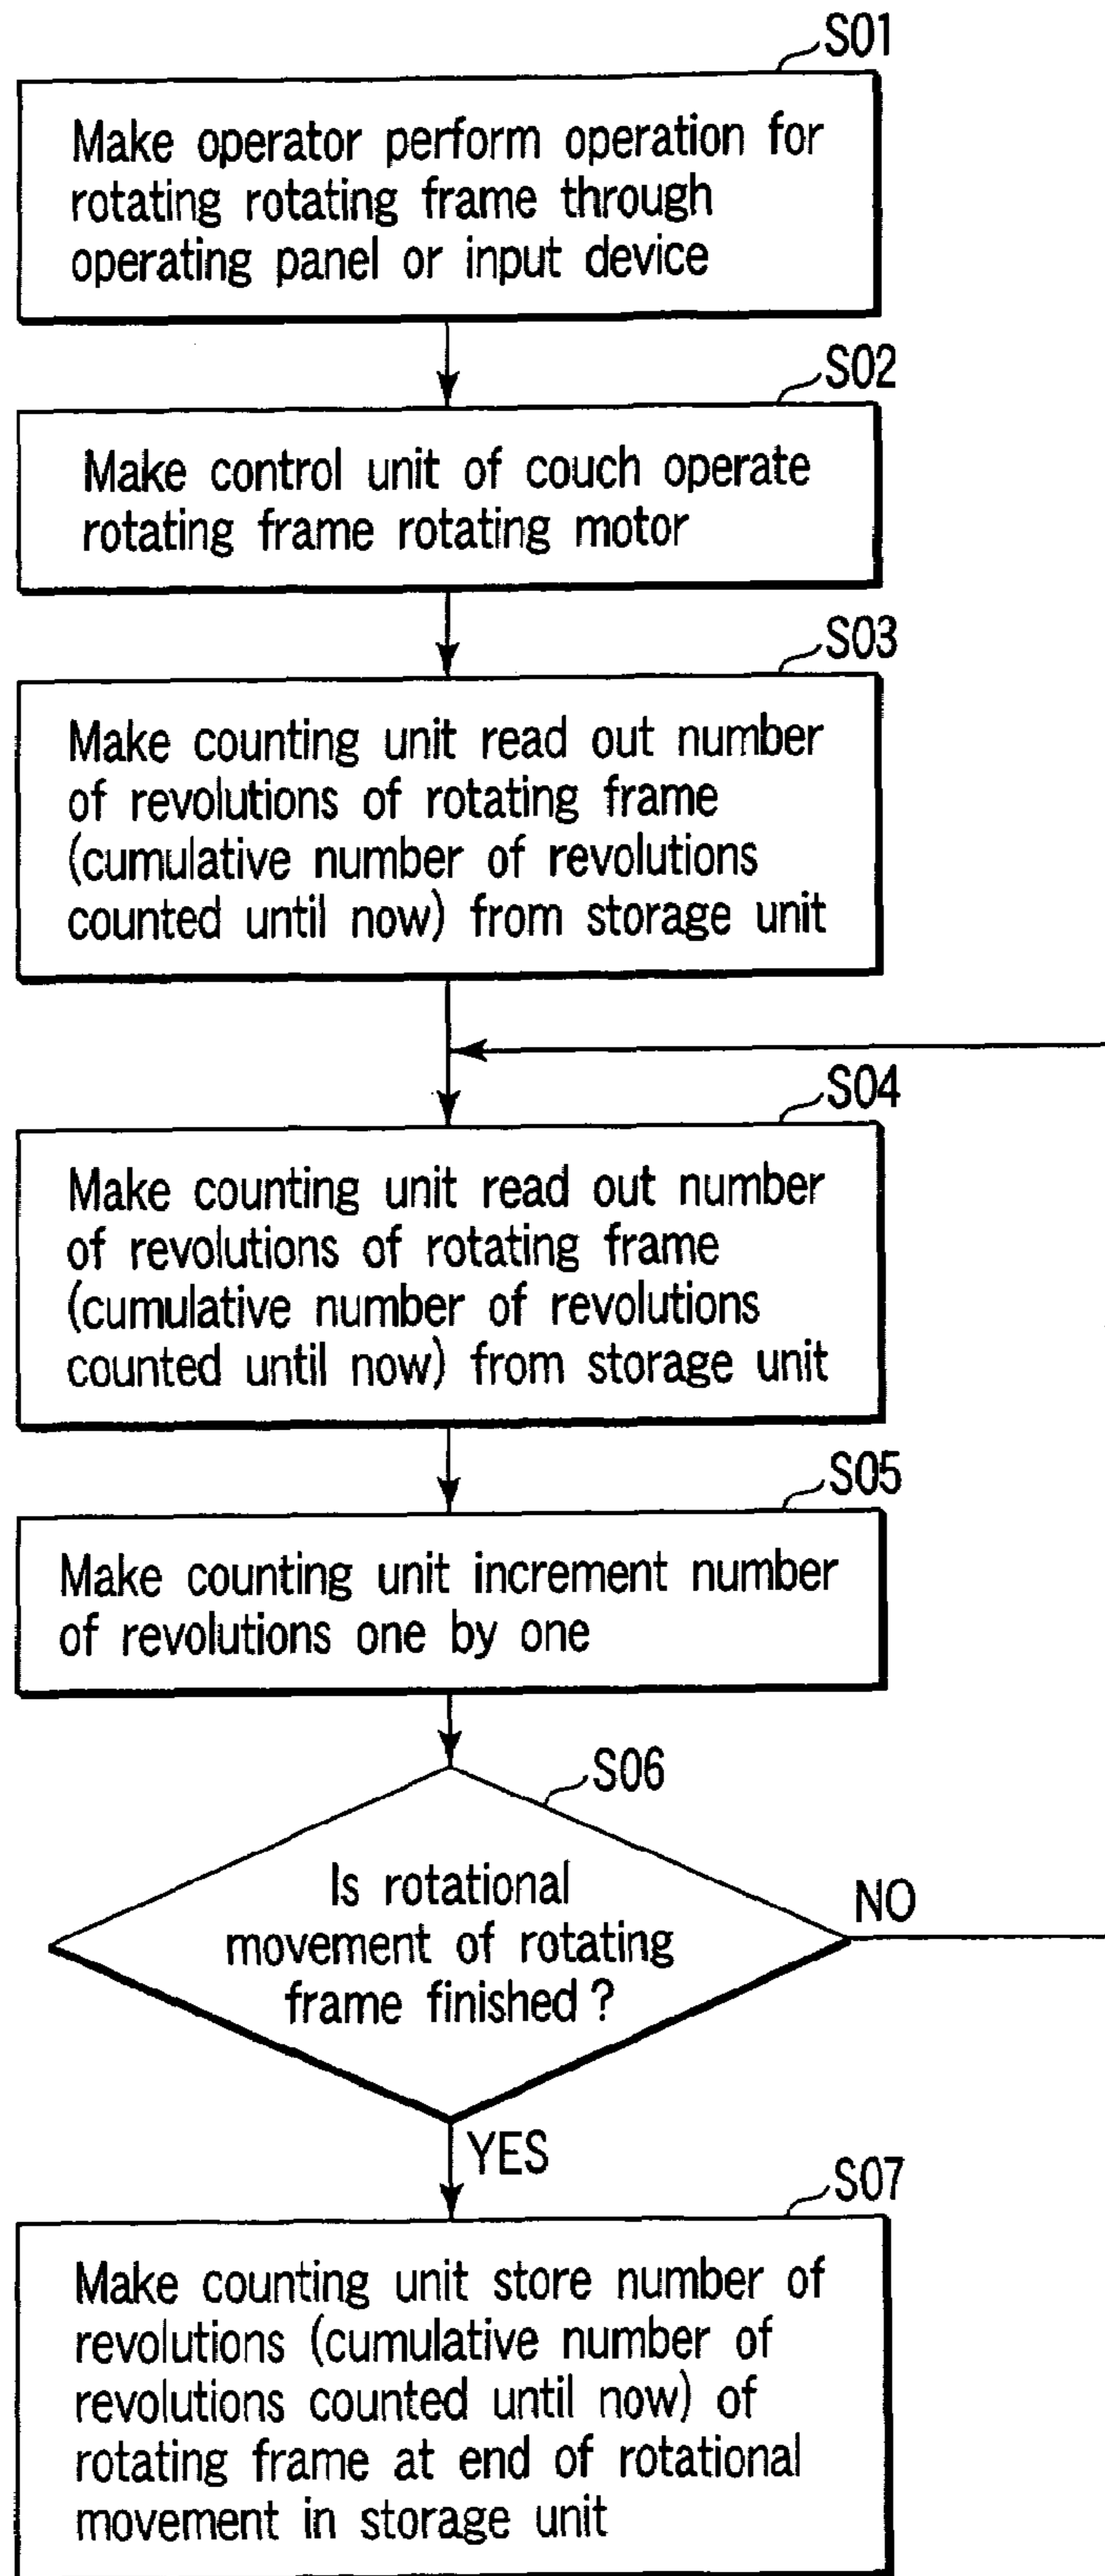 S01
Make operator perform operation for
rotating rotating frame through
operating panel or input device
S02
Make control unit of couch operate
rotating frame rotating motor
S03
Make counting unit read out number
of revolutions of rotating frame
(cumulative number of revolutions
counted until now) from storage unit
S04
Make counting unit read out number
of revolutions of rotating frame
(cumulative number of revolutions
counted until now) from storage unit
S05
Make counting unit increment number
of revolutions one by one
S06
Is rotational
movement of rotating
frame finished?
NO
YES
S07
Make counting unit store number of
revolutions (cumulative number of
revolutions counted until now) of
rotating frame at end of rotational
movement in storage unit